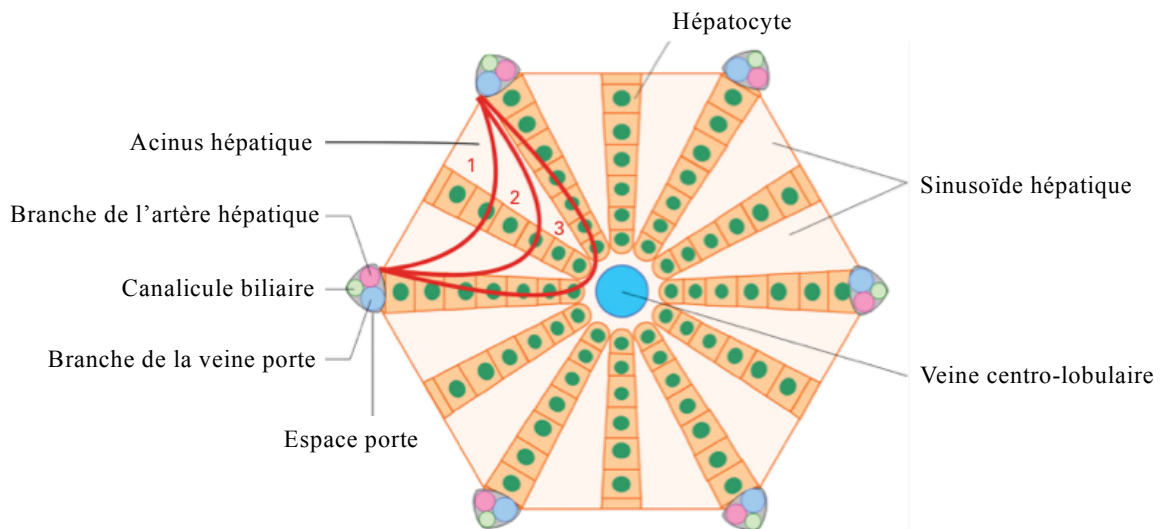 Hépatocyte
Acinus hépatique
1
Sinusoïde hépatique
Branche de l’artère hépatique
2
3
Canalicule biliaire
Branche de la veine porte
Veine centro-lobulaire
Espace porte